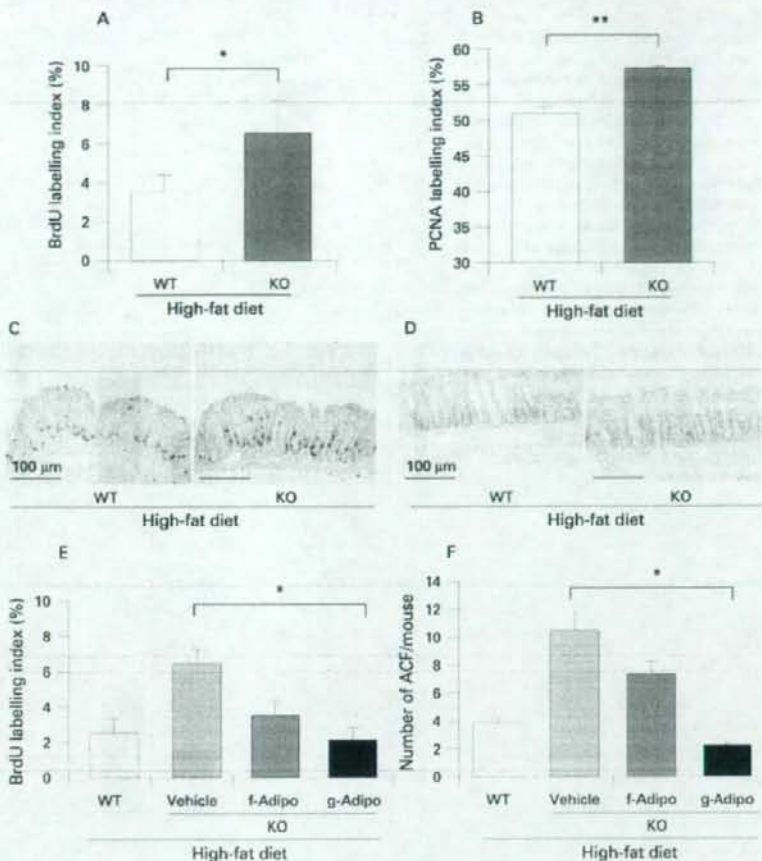 A
*
BrdU labelling index (%)
10
8
6
4
2
0
WT
KO
High-fat diet
B
**
PCNA labelling index (%)
60
55
50
45
40
35
30
WT
KO
High-fat diet
C
100 µm
WT
KO
High-fat diet
D
100 µm
WT
KO
High-fat diet
E
*
BrdU labelling index (%)
10
8
6
4
2
0
WT
Vehicle
f-Adipo
g-Adipo
KO
High-fat diet
F
*
Number of ACF/mouse
14
12
10
8
6
4
2
0
WT
Vehicle
f-Adipo
g-Adipo
KO
High-fat diet